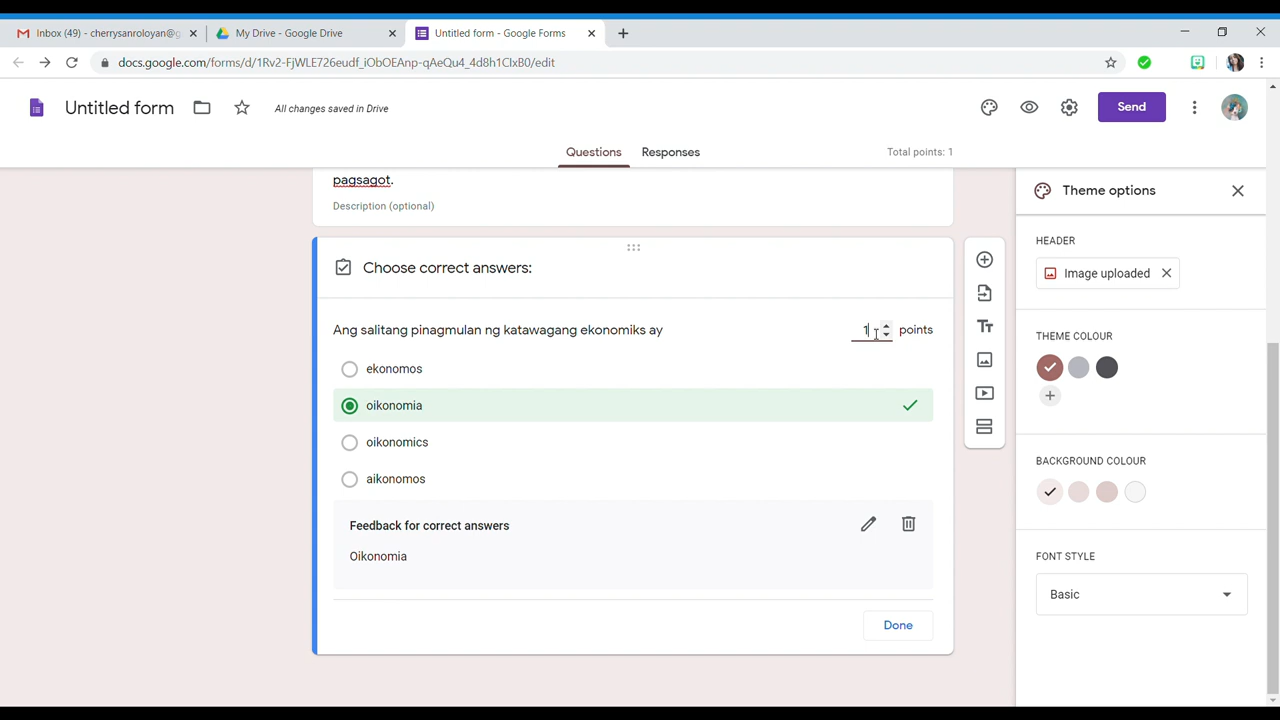 Inbox (49) - cherrysanroloyan@g
My Drive - Google Drive
Untitled form - Google Forms
docs.google.com/forms/d/1Rv2-FjWLE726eudf_iObOEAnp-qAeQu4_4d8h1ClxB0/edit
Untitled form
All changes saved in Drive
Send
Questions
Responses
Total points: 1
pagsagot.
Description (optional)
Choose correct answers:
Ang salitang pinagmulan ng katawagang ekonomiks ay
1 points
ekonomos
oikonomia
oikonomics
aikonomos
Feedback for correct answers
Oikonomia
Done
Theme options
HEADER
Image uploaded
THEME COLOUR
BACKGROUND COLOUR
FONT STYLE
Basic